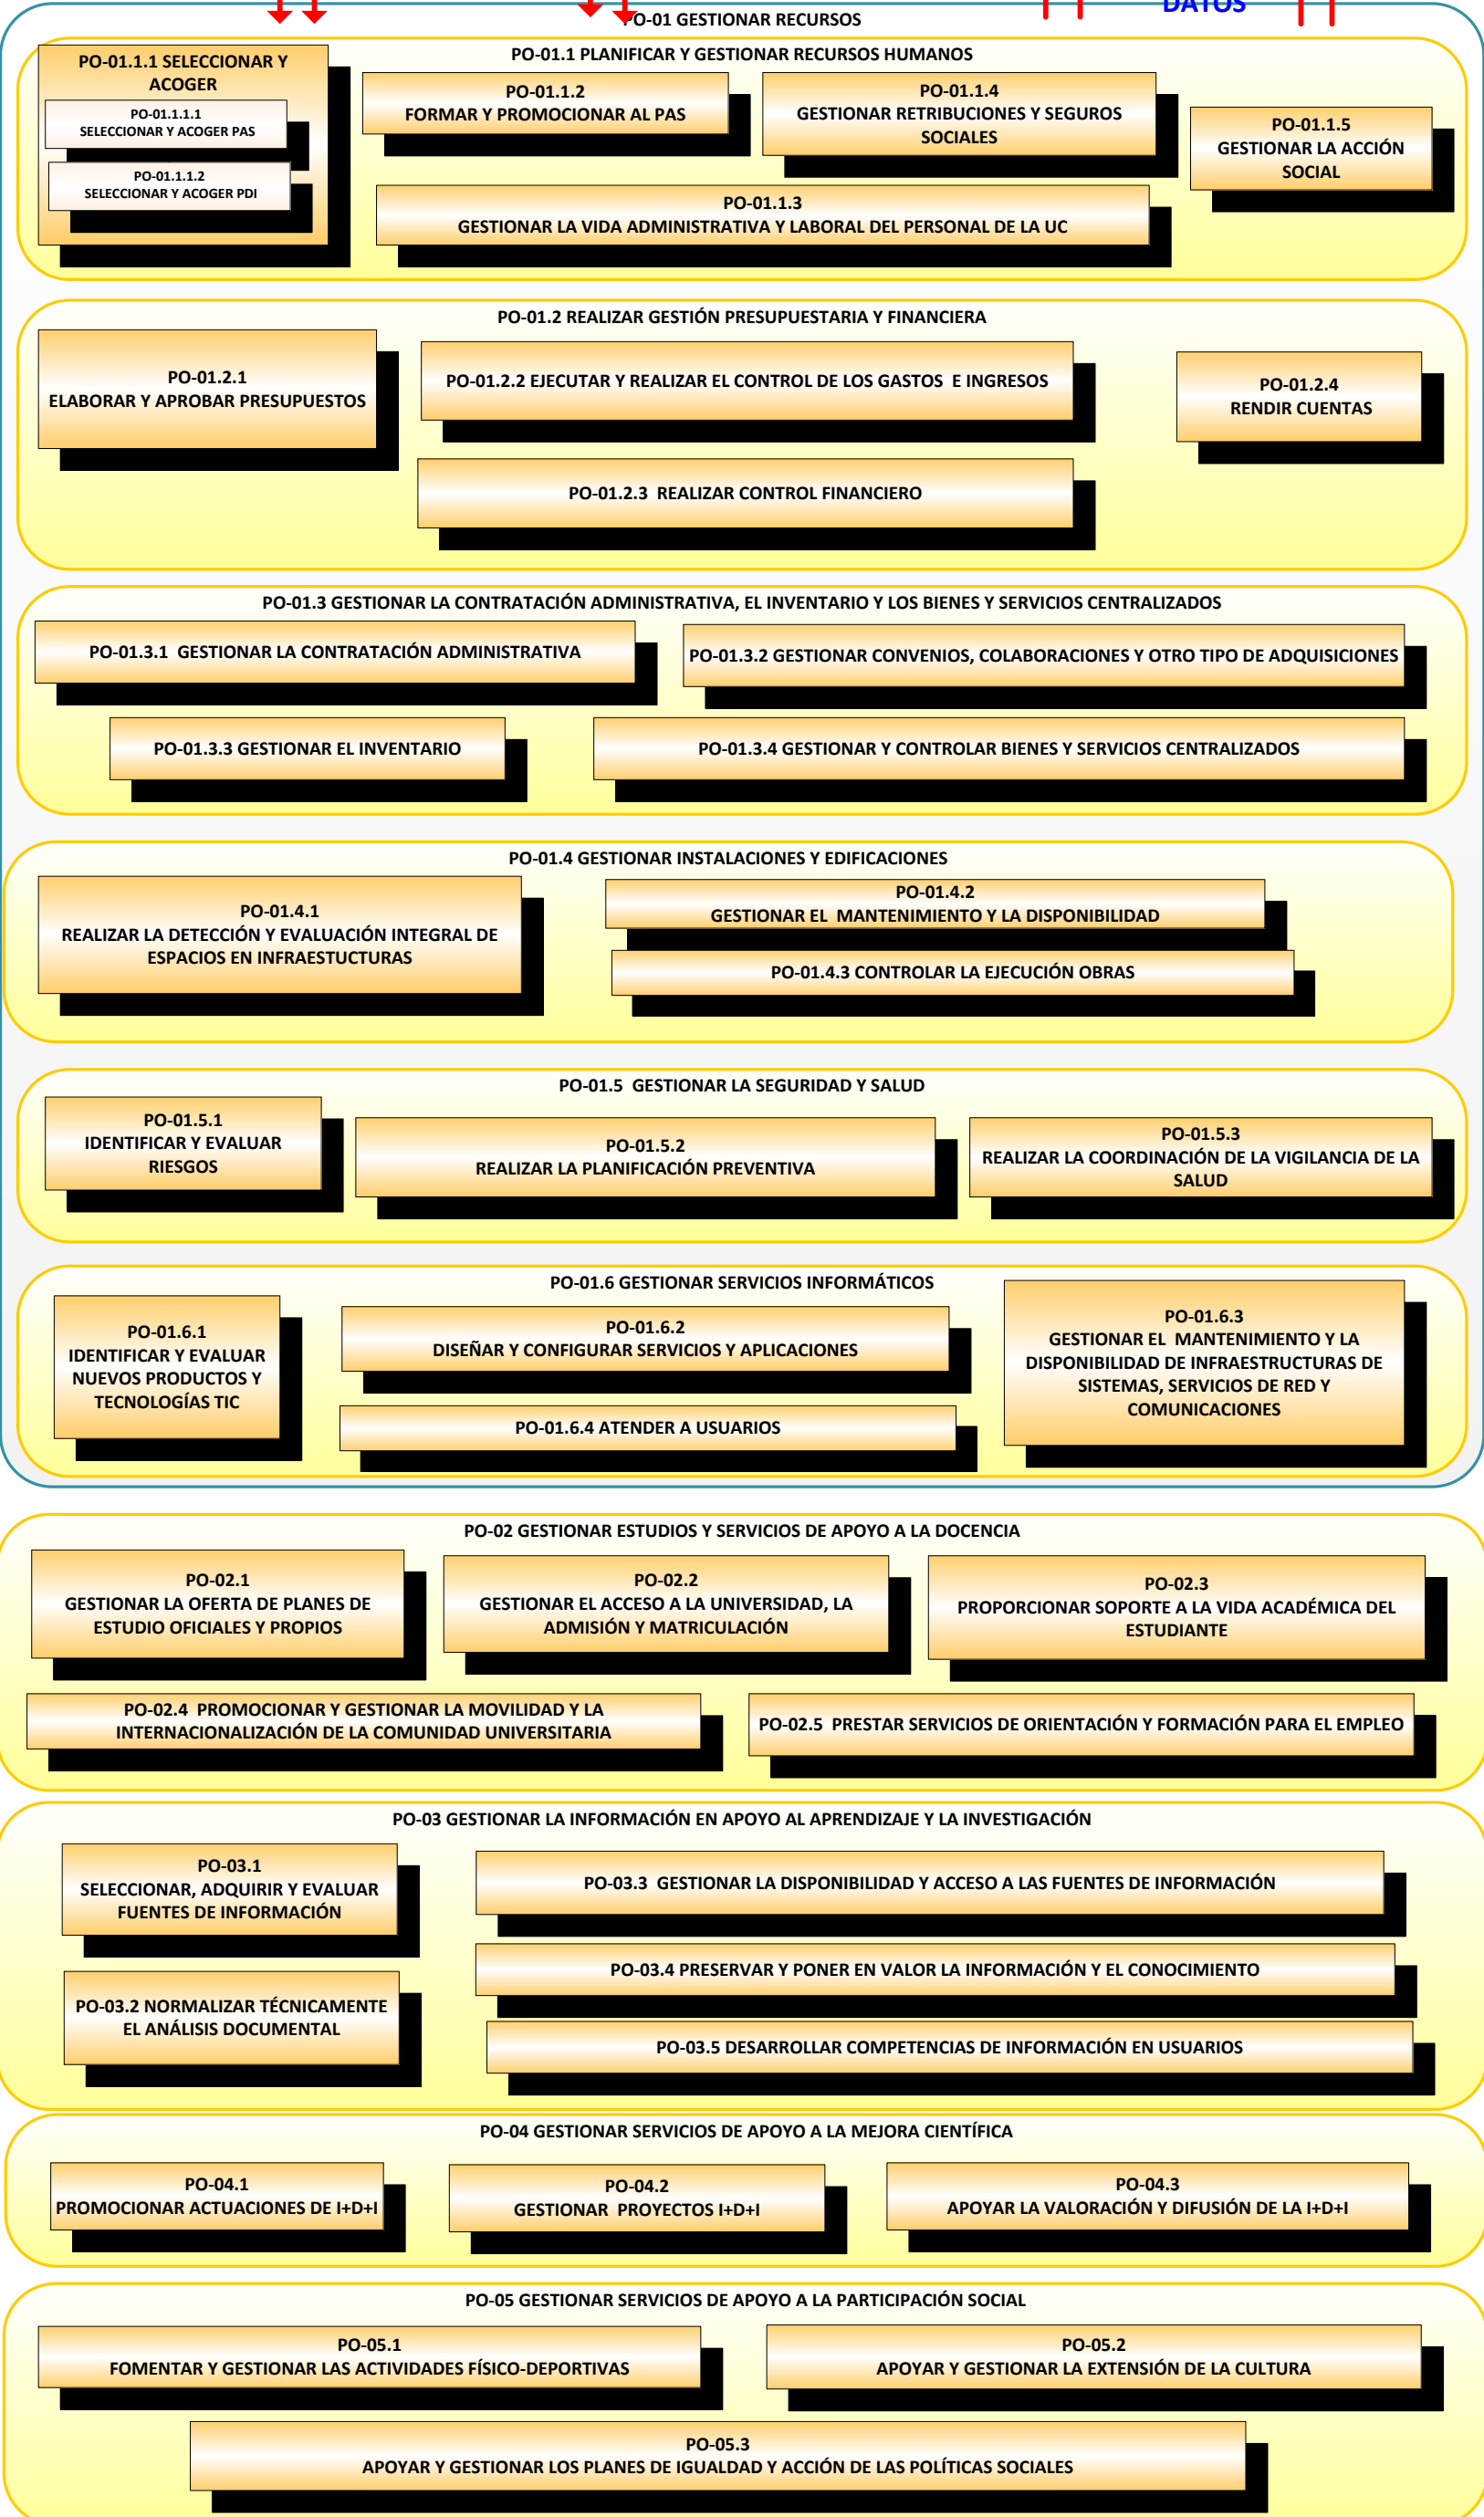 DATOS
PO-01 GESTIONAR RECURSOS
PO-01.1 PLANIFICAR Y GESTIONAR RECURSOS HUMANOS
PO-01.1.1 SELECCIONAR Y
ACOGER
PO-01.1.1.1
SELECCIONAR Y ACOGER PAS
PO-01.1.1.2
SELECCIONAR Y ACOGER PDI
PO-01.1.2
FORMAR Y PROMOCIONAR AL PAS
PO-01.1.4
GESTIONAR RETRIBUCIONES Y SEGUROS
SOCIALES
PO-01.1.5
GESTIONAR LA ACCIÓN
SOCIAL
PO-01.1.3
GESTIONAR LA VIDA ADMINISTRATIVA Y LABORAL DEL PERSONAL DE LA UC
PO-01.2 REALIZAR GESTIÓN PRESUPUESTARIA Y FINANCIERA
PO-01.2.1
ELABORAR Y APROBAR PRESUPUESTOS
PO-01.2.2 EJECUTAR Y REALIZAR EL CONTROL DE LOS GASTOS E INGRESOS
PO-01.2.4
RENDIR CUENTAS
PO-01.2.3 REALIZAR CONTROL FINANCIERO
PO-01.3 GESTIONAR LA CONTRATACIÓN ADMINISTRATIVA, EL INVENTARIO Y LOS BIENES Y SERVICIOS CENTRALIZADOS
PO-01.3.1 GESTIONAR LA CONTRATACIÓN ADMINISTRATIVA
PO-01.3.2 GESTIONAR CONVENIOS, COLABORACIONES Y OTRO TIPO DE ADQUISICIONES
PO-01.3.3 GESTIONAR EL INVENTARIO
PO-01.3.4 GESTIONAR Y CONTROLAR BIENES Y SERVICIOS CENTRALIZADOS
PO-01.4 GESTIONAR INSTALACIONES Y EDIFICACIONES
PO-01.4.1
REALIZAR LA DETECCIÓN Y EVALUACIÓN INTEGRAL DE
ESPACIOS EN INFRAESTUCTURAS
PO-01.4.2
GESTIONAR EL MANTENIMIENTO Y LA DISPONIBILIDAD
PO-01.4.3 CONTROLAR LA EJECUCIÓN OBRAS
PO-01.5 GESTIONAR LA SEGURIDAD Y SALUD
PO-01.5.1
IDENTIFICAR Y EVALUAR
RIESGOS
PO-01.5.2
REALIZAR LA PLANIFICACIÓN PREVENTIVA
PO-01.5.3
REALIZAR LA COORDINACIÓN DE LA VIGILANCIA DE LA
SALUD
PO-01.6 GESTIONAR SERVICIOS INFORMÁTICOS
PO-01.6.1
IDENTIFICAR Y EVALUAR
NUEVOS PRODUCTOS Y
TECNOLOGÍAS TIC
PO-01.6.2
DISEÑAR Y CONFIGURAR SERVICIOS Y APLICACIONES
PO-01.6.3
GESTIONAR EL MANTENIMIENTO Y LA
DISPONIBILIDAD DE INFRAESTRUCTURAS DE
SISTEMAS, SERVICIOS DE RED Y
COMUNICACIONES
PO-01.6.4 ATENDER A USUARIOS
PO-02 GESTIONAR ESTUDIOS Y SERVICIOS DE APOYO A LA DOCENCIA
PO-02.1
GESTIONAR LA OFERTA DE PLANES DE
ESTUDIO OFICIALES Y PROPIOS
PO-02.2
GESTIONAR EL ACCESO A LA UNIVERSIDAD, LA
ADMISIÓN Y MATRICULACIÓN
PO-02.3
PROPORCIONAR SOPORTE A LA VIDA ACADÉMICA DEL
ESTUDIANTE
PO-02.4 PROMOCIONAR Y GESTIONAR LA MOVILIDAD Y LA
INTERNACIONALIZACIÓN DE LA COMUNIDAD UNIVERSITARIA
PO-02.5 PRESTAR SERVICIOS DE ORIENTACIÓN Y FORMACIÓN PARA EL EMPLEO
PO-03 GESTIONAR LA INFORMACIÓN EN APOYO AL APRENDIZAJE Y LA INVESTIGACIÓN
PO-03.1
SELECCIONAR, ADQUIRIR Y EVALUAR
FUENTES DE INFORMACIÓN
PO-03.3 GESTIONAR LA DISPONIBILIDAD Y ACCESO A LAS FUENTES DE INFORMACIÓN
PO-03.4 PRESERVAR Y PONER EN VALOR LA INFORMACIÓN Y EL CONOCIMIENTO
PO-03.2 NORMALIZAR TÉCNICAMENTE
EL ANÁLISIS DOCUMENTAL
PO-03.5 DESARROLLAR COMPETENCIAS DE INFORMACIÓN EN USUARIOS
PO-04 GESTIONAR SERVICIOS DE APOYO A LA MEJORA CIENTÍFICA
PO-04.1
PROMOCIONAR ACTUACIONES DE I+D+I
PO-04.2
GESTIONAR PROYECTOS I+D+I
PO-04.3
APOYAR LA VALORACIÓN Y DIFUSIÓN DE LA I+D+I
PO-05 GESTIONAR SERVICIOS DE APOYO A LA PARTICIPACIÓN SOCIAL
PO-05.1
FOMENTAR Y GESTIONAR LAS ACTIVIDADES FÍSICO-DEPORTIVAS
PO-05.2
APOYAR Y GESTIONAR LA EXTENSIÓN DE LA CULTURA
PO-05.3
APOYAR Y GESTIONAR LOS PLANES DE IGUALDAD Y ACCIÓN DE LAS POLÍTICAS SOCIALES